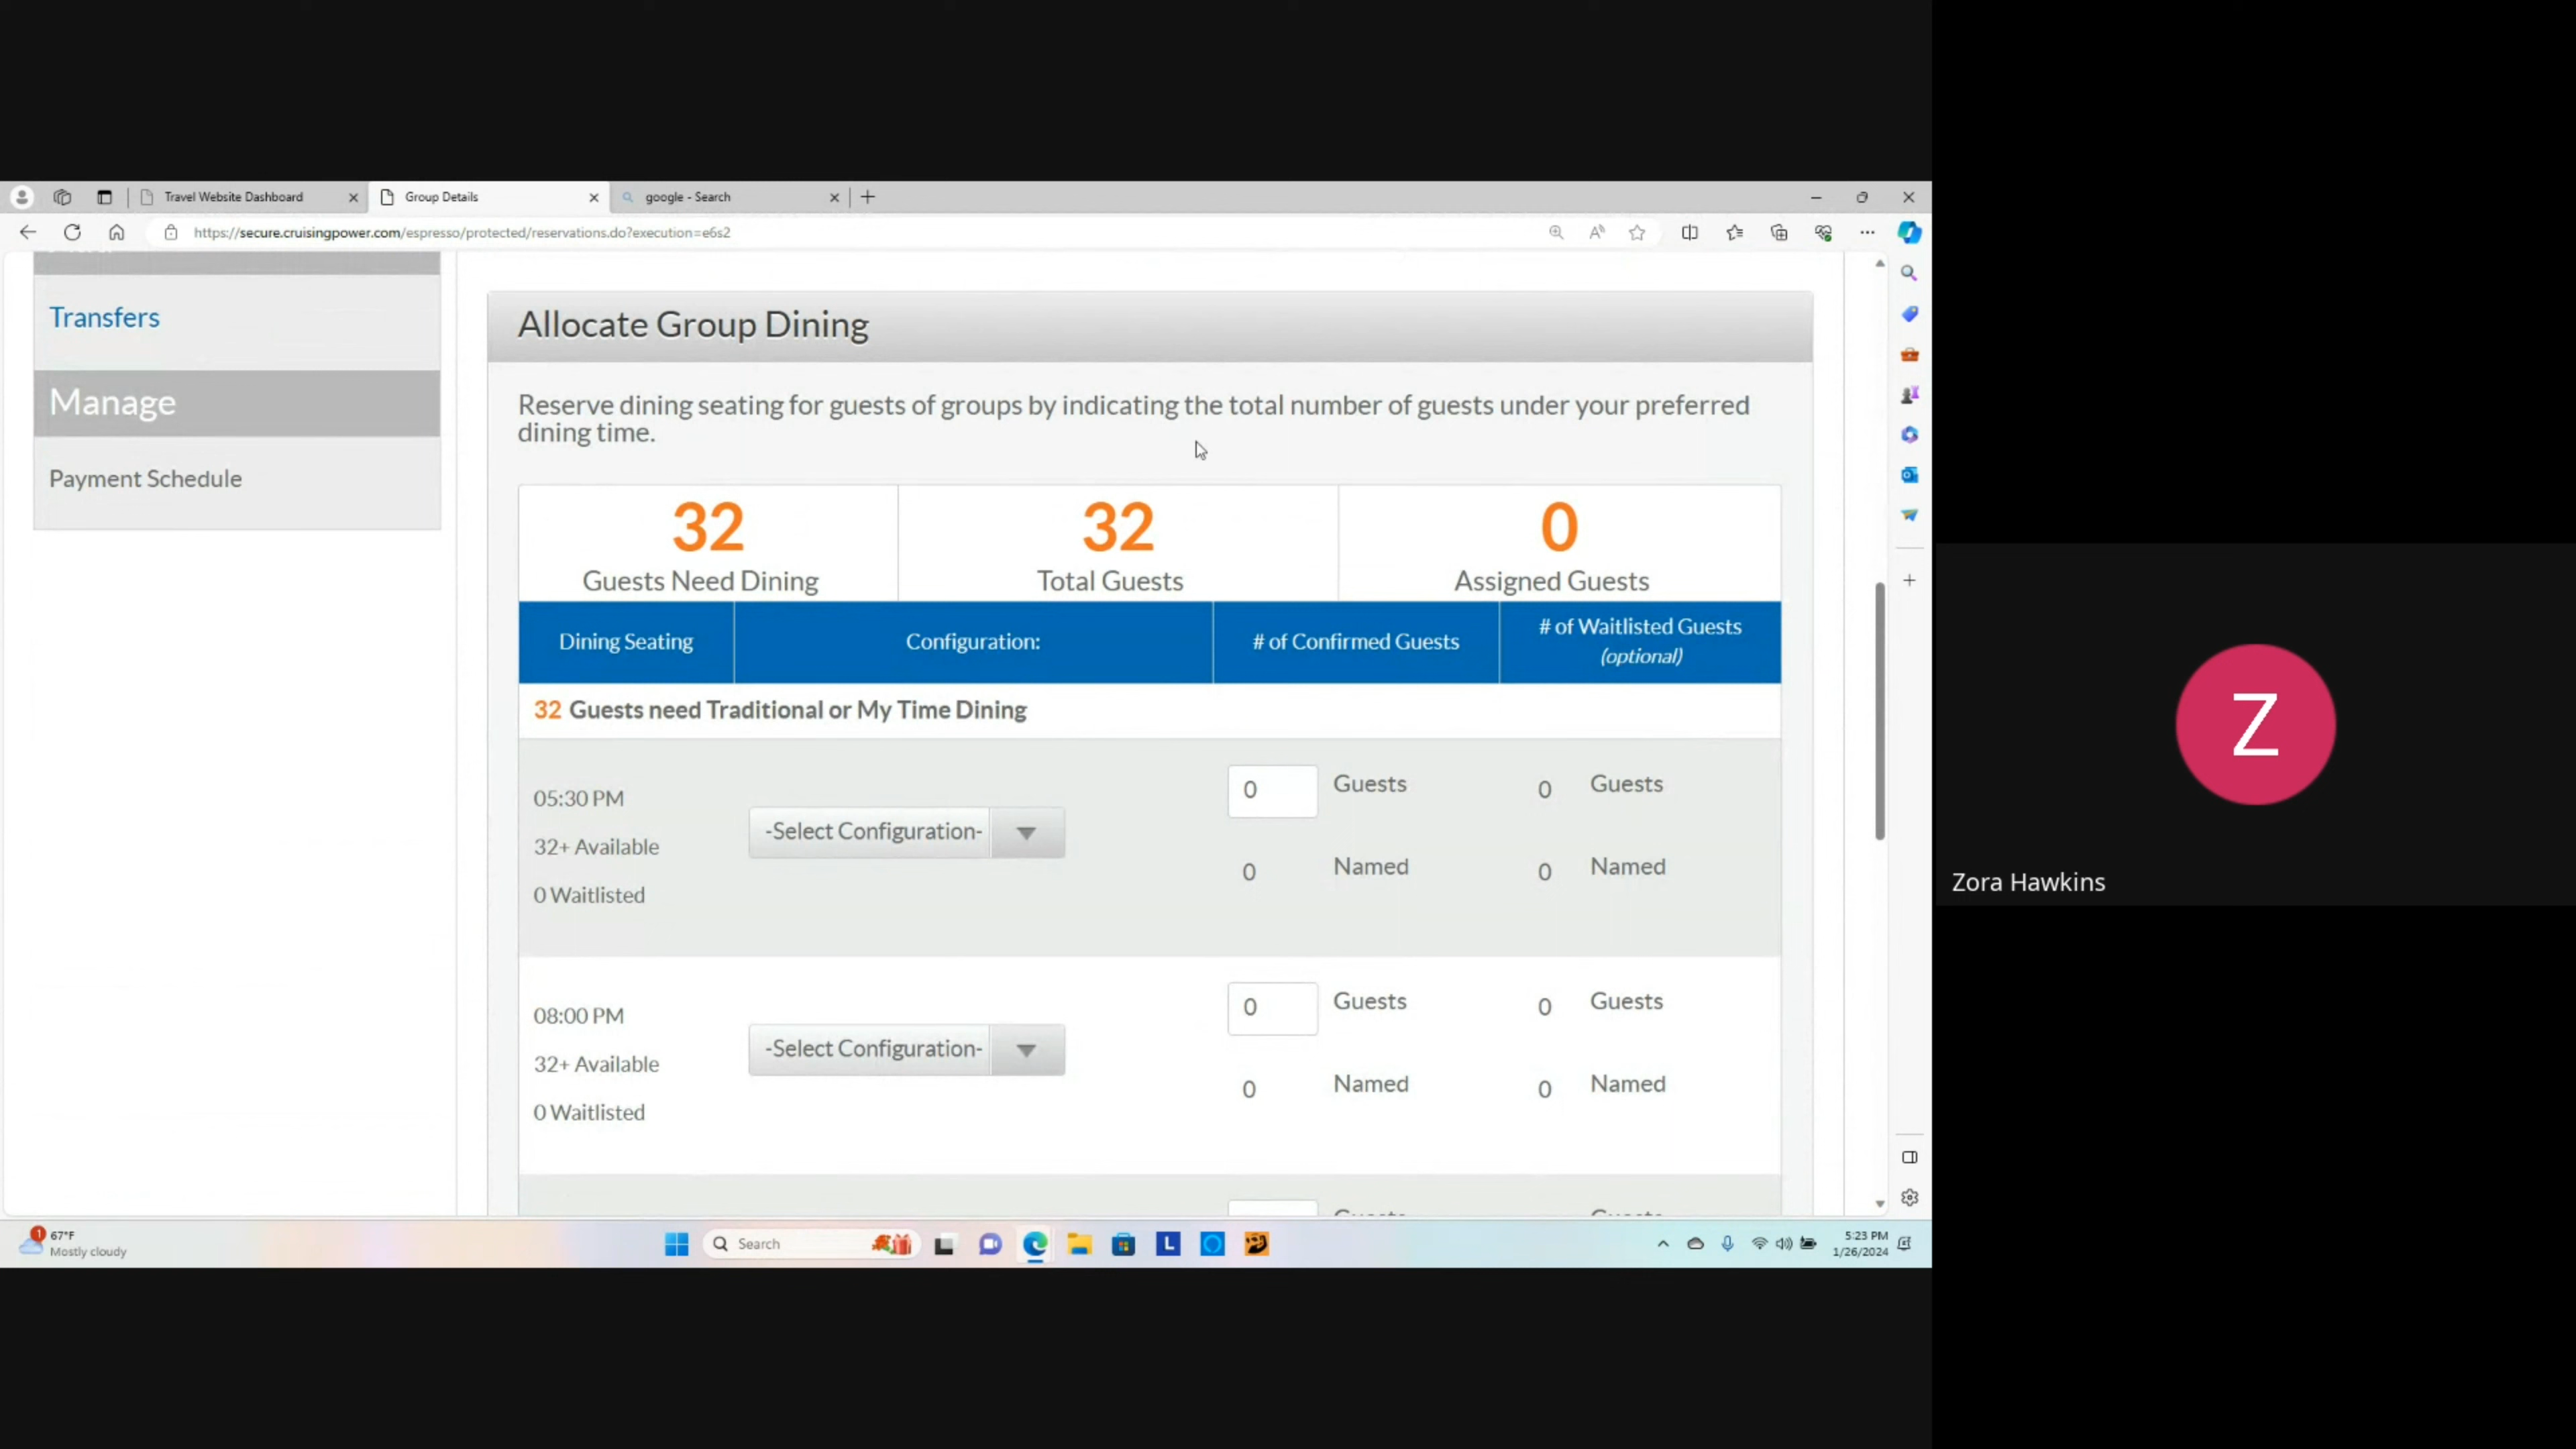 Travel Website Dashboard
Group Details
google - Search
https://secure.cruisingpower.com/espresso/protected/reservations.do?execution=e6s2
Transfers
Manage
Payment Schedule
Allocate Group Dining
Reserve dining seating for guests of groups by indicating the total number of guests under your preferred
dining time.
32 32 0
Guests Need Dining Total Guests Assigned Guests
Dining Seating Configuration: # of Confirmed Guests # of Waitlisted Guests
(optional)
32 Guests need Traditional or My Time Dining
05:30 PM
32+ Available
0 Waitlisted
-Select Configuration-
0 Guests 0 Guests
0 Named 0 Named
08:00 PM
32+ Available
0 Waitlisted
-Select Configuration-
0 Guests 0 Guests
0 Named 0 Named
Z
Zora Hawkins
1
67°F
Mostly cloudy
Search
L
5:23 PM
1/26/2024